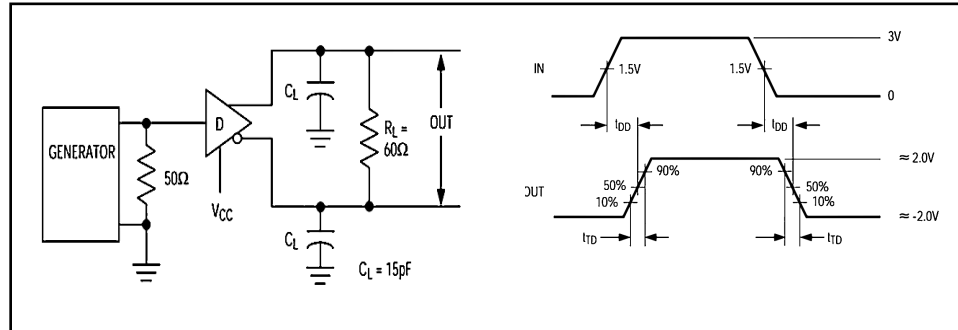 GENERATOR
50Ω
D
VCC
CL
CL
CL = 15pF
RL =
60Ω
OUT
IN
1.5V
1.5V
3V
0
tDD
tDD
OUT
90%
50%
10%
90%
50%
10%
≈ 2.0V
≈ -2.0V
tTD
tTD